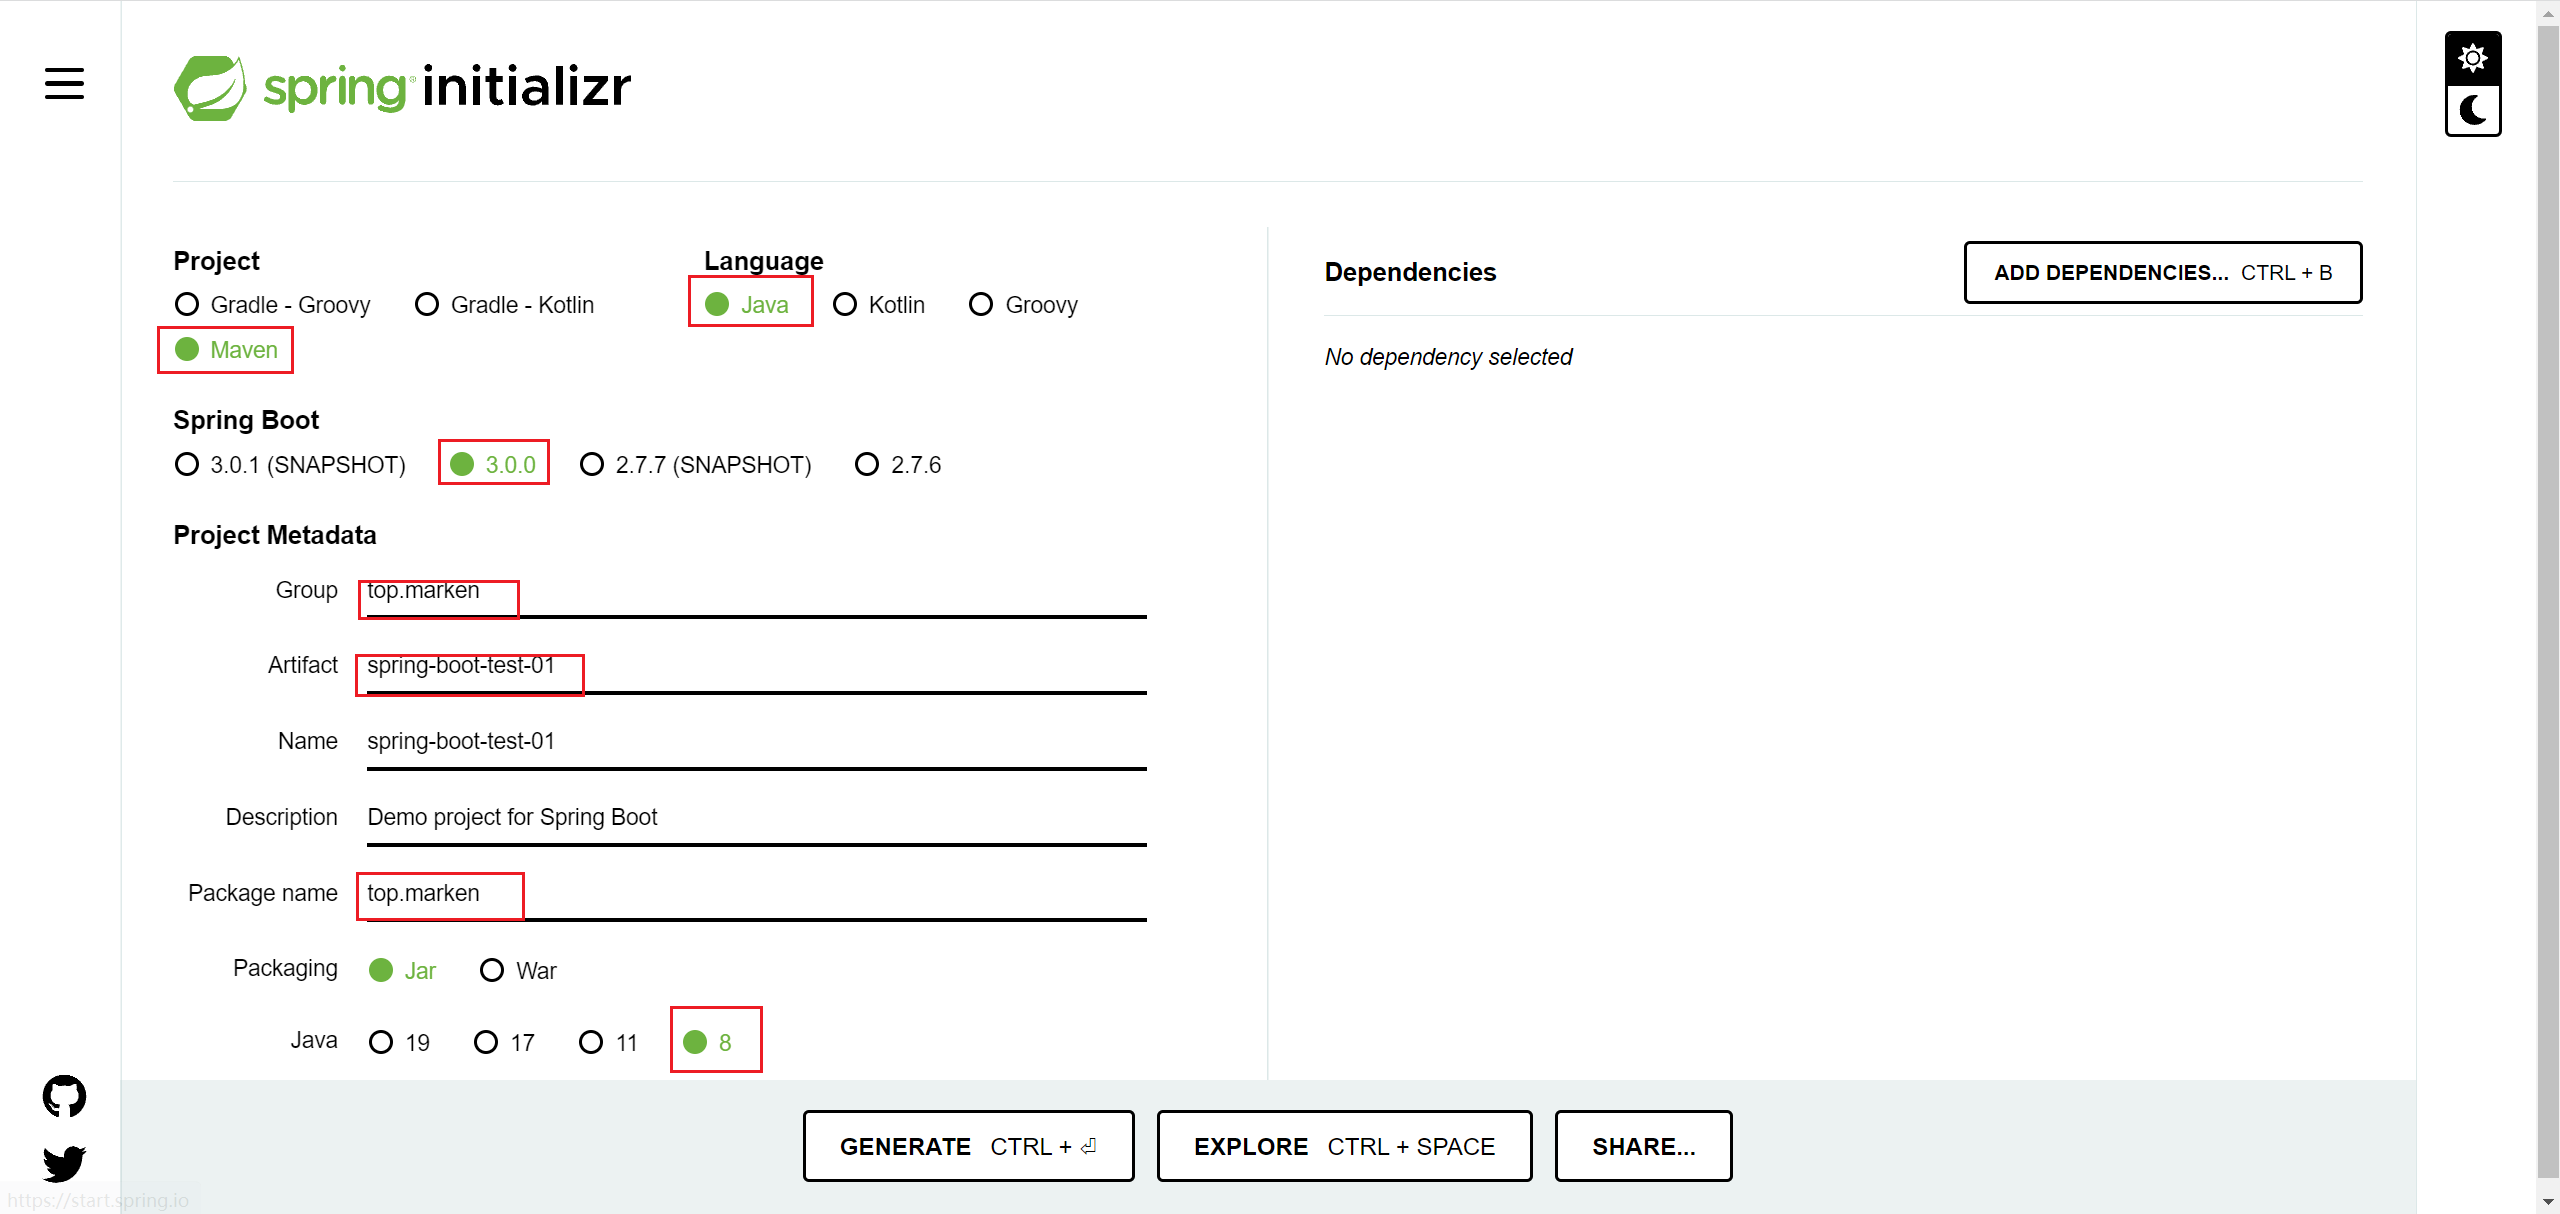 spring initializr
Project
Gradle - Groovy Gradle - Kotlin
Maven
Language
Java Kotlin Groovy
Spring Boot
3.0.1 (SNAPSHOT) 3.0.0 2.7.7 (SNAPSHOT) 2.7.6
Project Metadata
Group top.marken
Artifact spring-boot-test-01
Name spring-boot-test-01
Description Demo project for Spring Boot
Package name top.marken
Packaging Jar War
Java 19 17 11 8
Dependencies
ADD DEPENDENCIES... CTRL + B
No dependency selected
GENERATE CTRL + ⏎
EXPLORE CTRL + SPACE
SHARE...
https://start.spring.io